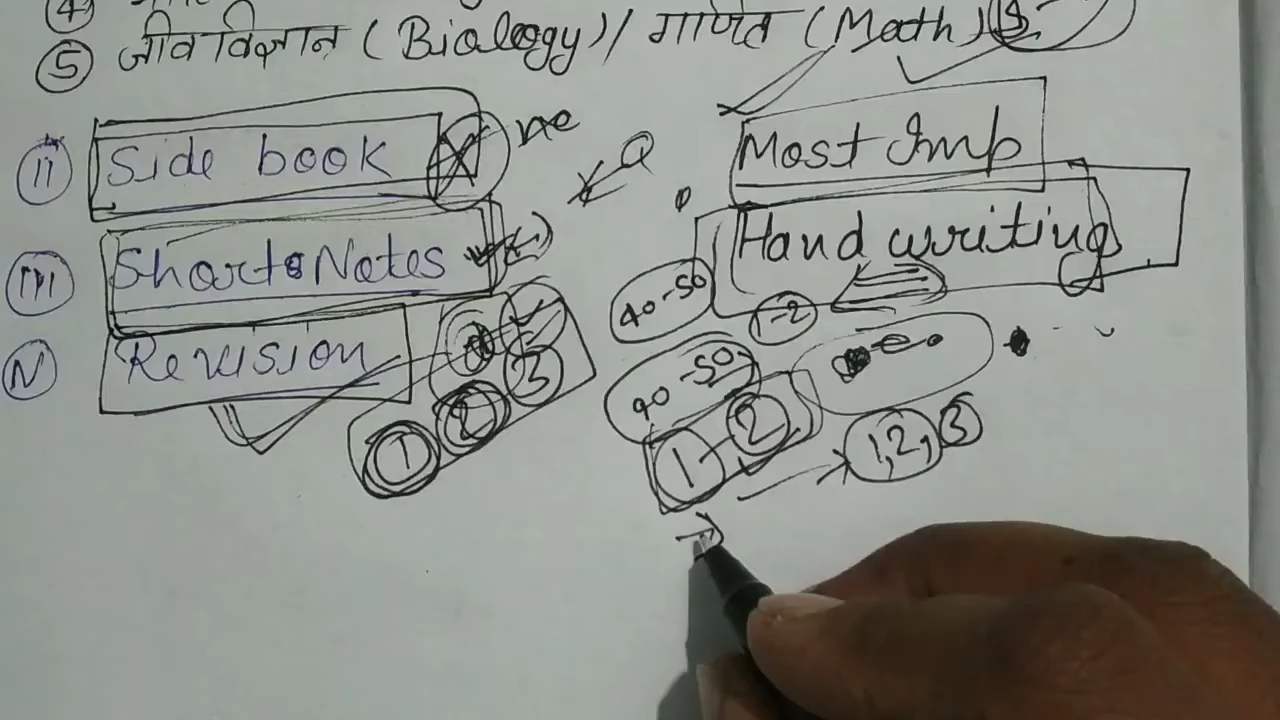 ④
⑤ जीव विज्ञान (Biology) / गणित (Math)
(II) Side book
Most Imp
(III) Short Notes
Hand writing
40-50
1-2
IV Revision
3
40-50
① ②
① ②
1,2, ③